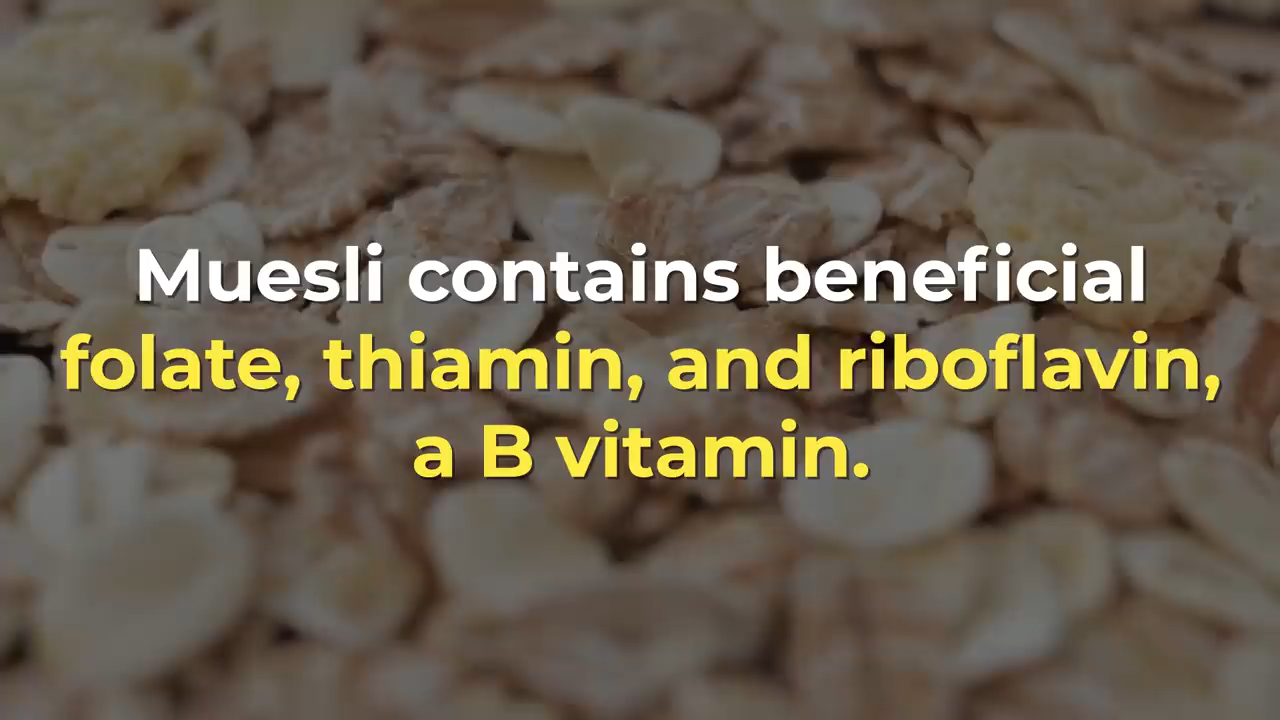 Muesli contains beneficial
folate, thiamin, and riboflavin,
a B vitamin.